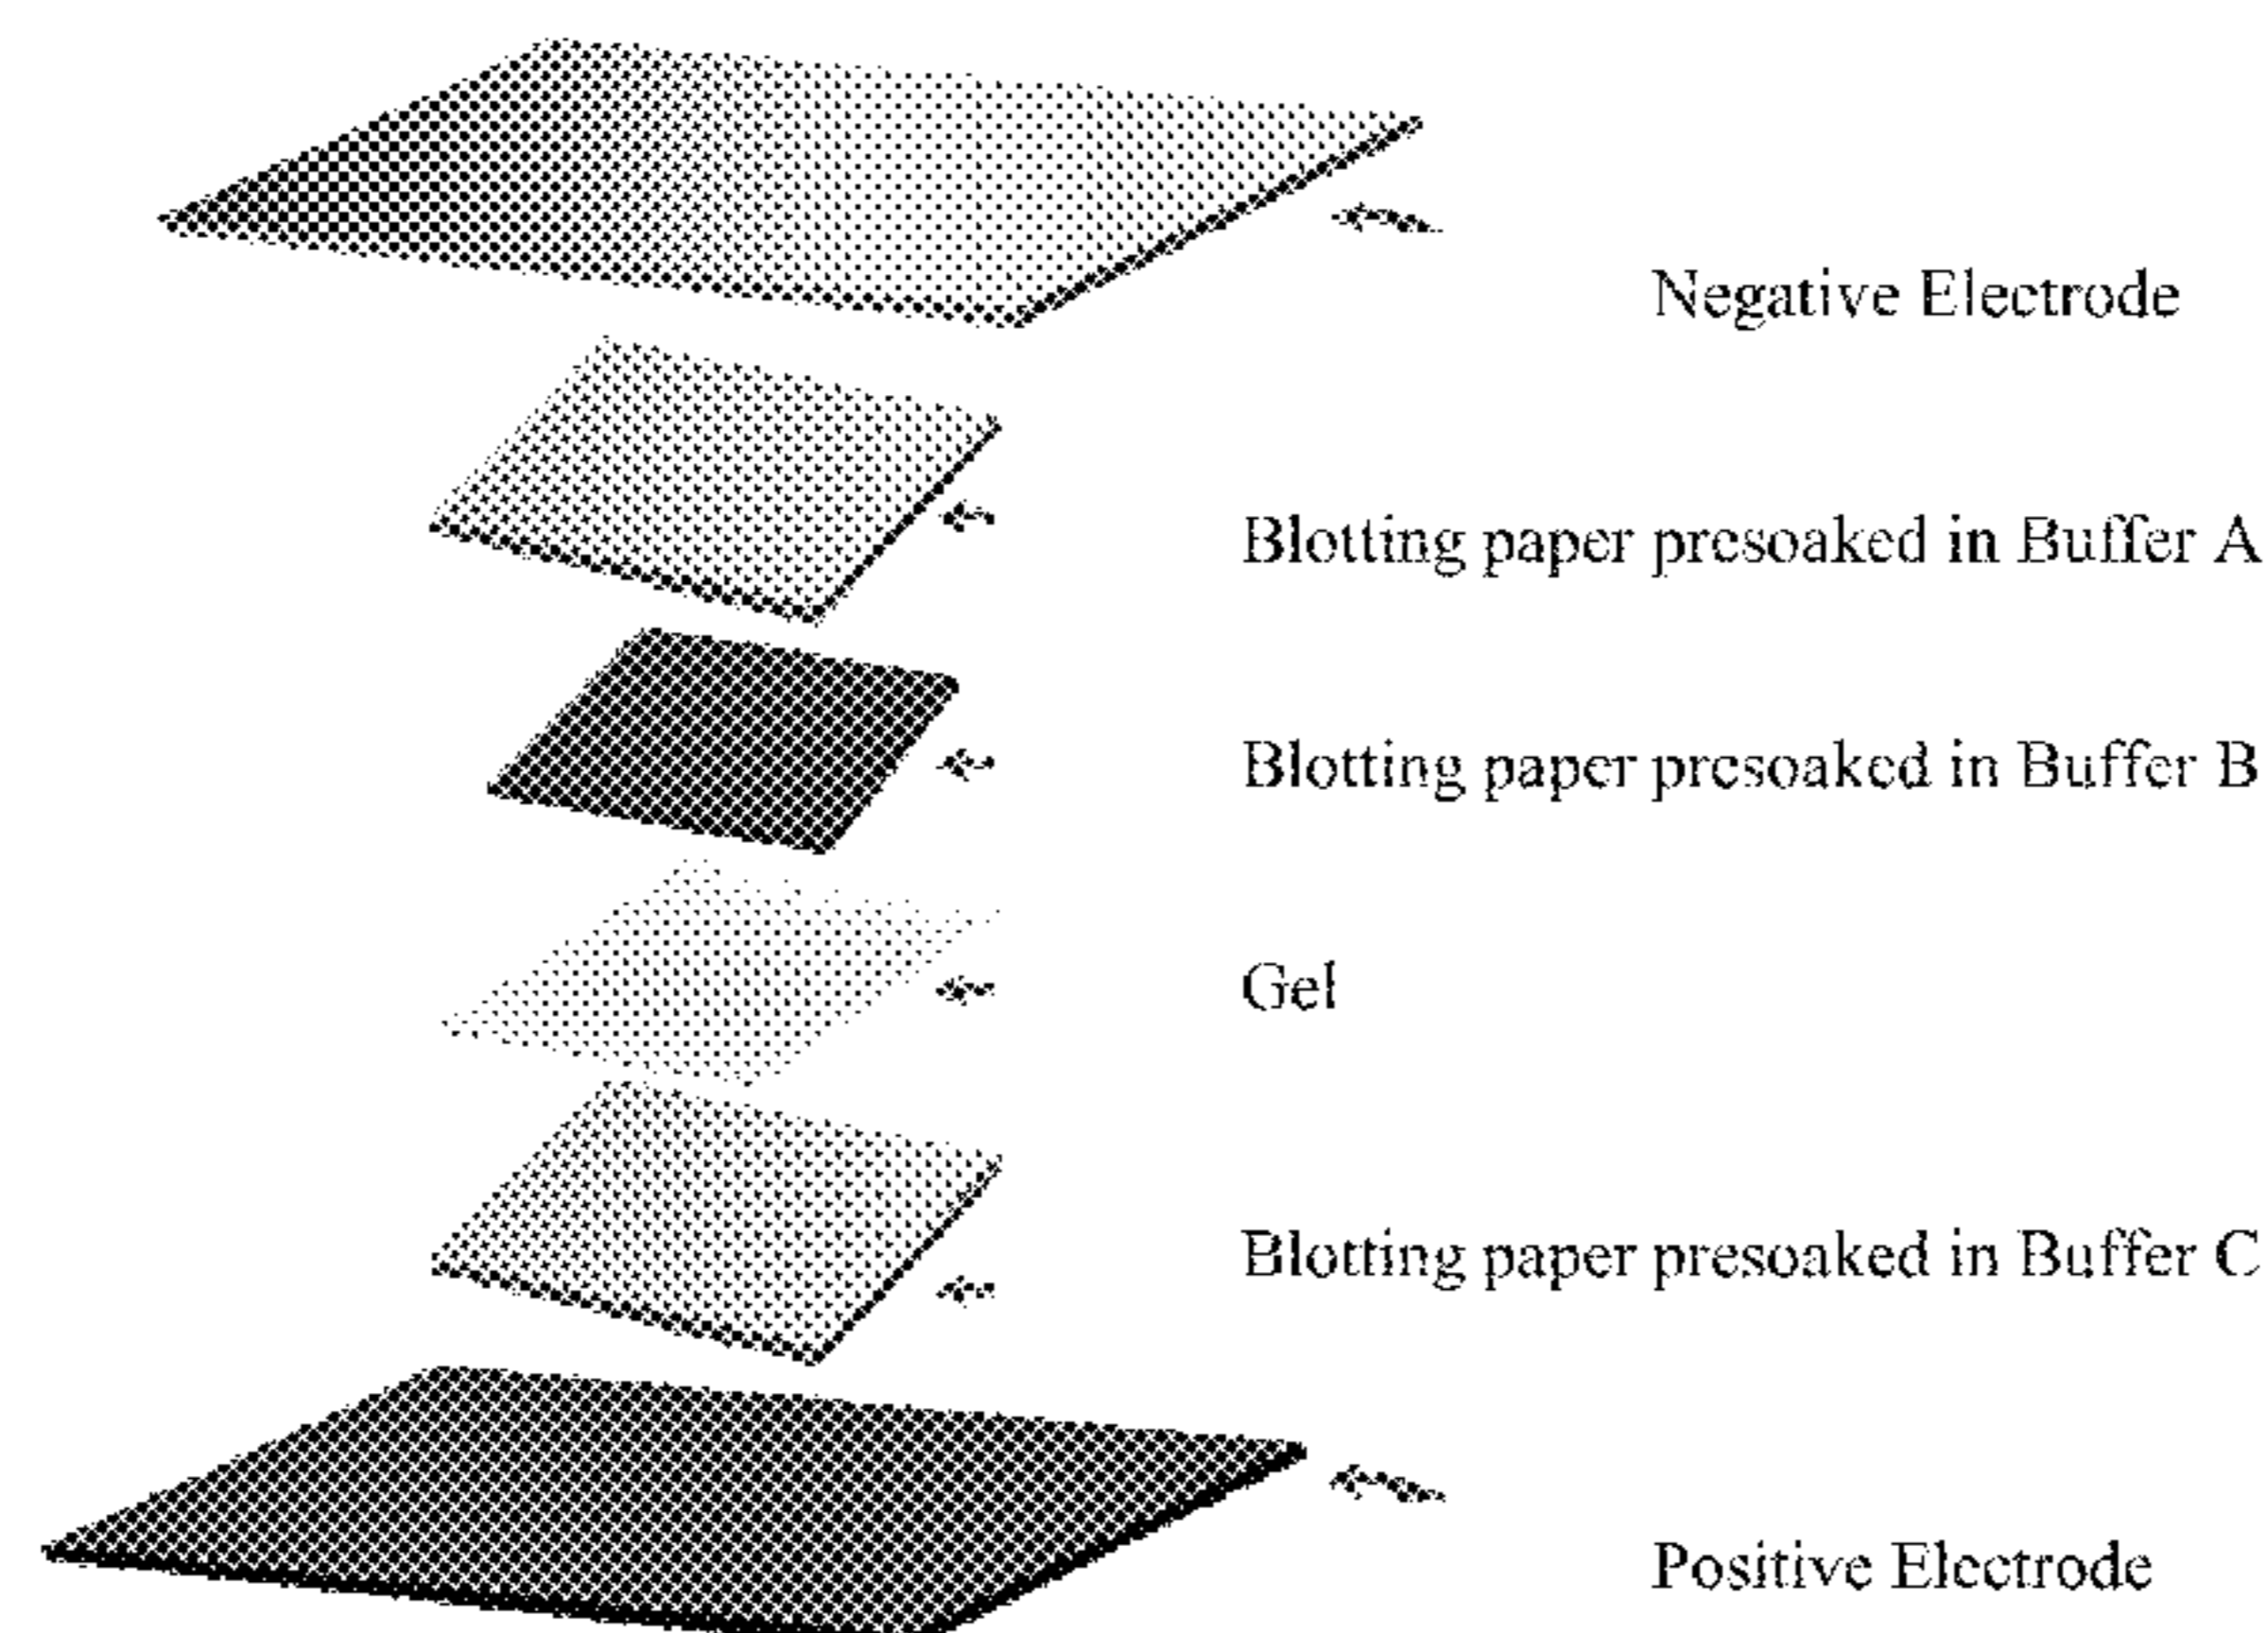 Negative Electrode
Blotting paper presoaked in Buffer A
Blotting paper presoaked in Buffer B
Gel
Blotting paper presoaked in Buffer C
Positive Electrode